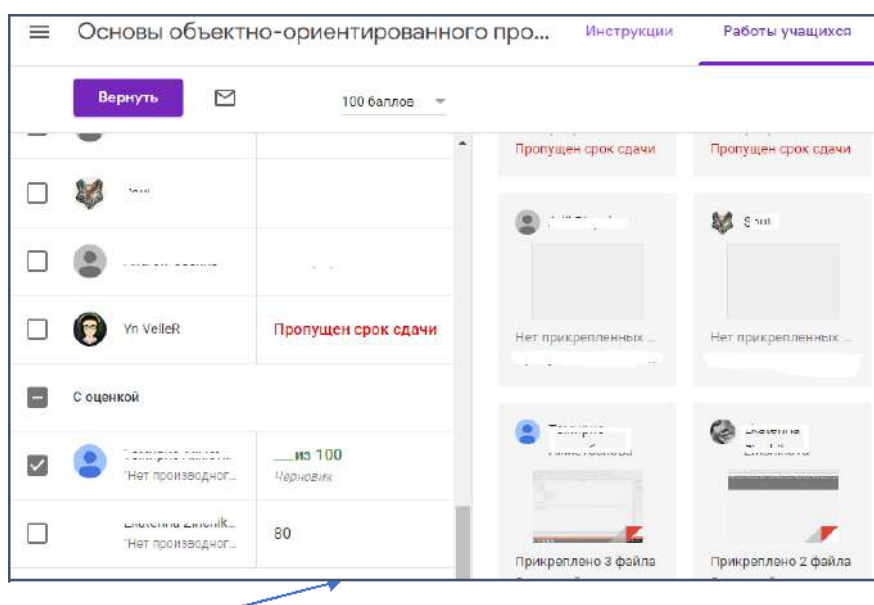 Основы объектно-ориентированного про...
Инструкции
Работы учащихся
Вернуть
100 баллов
Пропущен срок сдачи
Пропущен срок сдачи
Yn VelleR
Пропущен срок сдачи
Нет прикрепленных ...
Нет прикрепленных ...
С оценкой
__из 100
"Нет производног...
Черновик
80
"Нет производног...
Прикреплено 3 файла
Прикреплено 2 файла